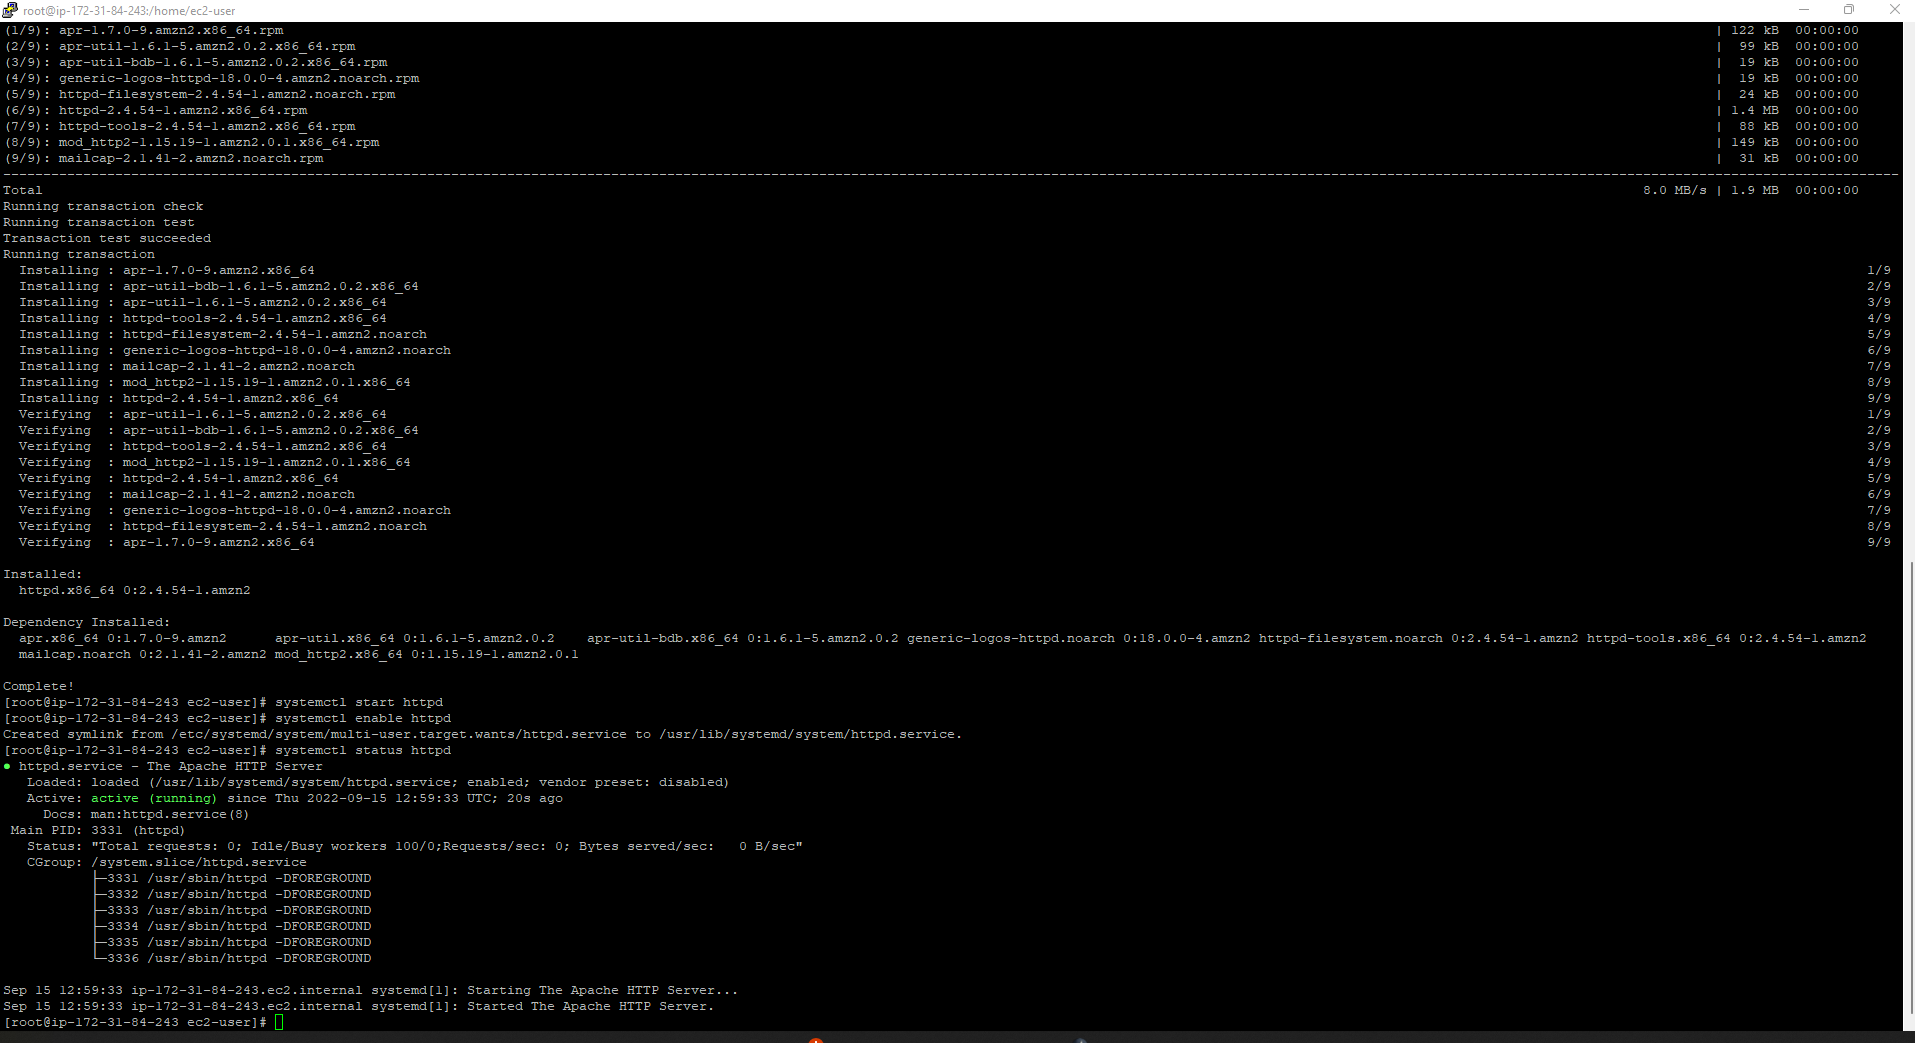 root@ip-172-31-84-243:/home/ec2-user
(1/9): apr-1.7.0-9.amzn2.x86_64.rpm | 122 kB 00:00:00
(2/9): apr-util-1.6.1-5.amzn2.0.2.x86_64.rpm | 99 kB 00:00:00
(3/9): apr-util-bdb-1.6.1-5.amzn2.0.2.x86_64.rpm | 19 kB 00:00:00
(4/9): generic-logos-httpd-18.0.0-4.amzn2.noarch.rpm | 19 kB 00:00:00
(5/9): httpd-filesystem-2.4.54-1.amzn2.noarch.rpm | 24 kB 00:00:00
(6/9): httpd-2.4.54-1.amzn2.x86_64.rpm | 1.4 MB 00:00:00
(7/9): httpd-tools-2.4.54-1.amzn2.x86_64.rpm | 88 kB 00:00:00
(8/9): mod_http2-1.15.19-1.amzn2.0.1.x86_64.rpm | 149 kB 00:00:00
(9/9): mailcap-2.1.41-2.amzn2.noarch.rpm | 31 kB 00:00:00
Total 8.0 MB/s | 1.9 MB 00:00:00
Running transaction check
Running transaction test
Transaction test succeeded
Running transaction
Installing : apr-1.7.0-9.amzn2.x86_64 1/9
Installing : apr-util-bdb-1.6.1-5.amzn2.0.2.x86_64 2/9
Installing : apr-util-1.6.1-5.amzn2.0.2.x86_64 3/9
Installing : httpd-tools-2.4.54-1.amzn2.x86_64 4/9
Installing : httpd-filesystem-2.4.54-1.amzn2.noarch 5/9
Installing : generic-logos-httpd-18.0.0-4.amzn2.noarch 6/9
Installing : mailcap-2.1.41-2.amzn2.noarch 7/9
Installing : mod_http2-1.15.19-1.amzn2.0.1.x86_64 8/9
Installing : httpd-2.4.54-1.amzn2.x86_64 9/9
Verifying : apr-util-1.6.1-5.amzn2.0.2.x86_64 1/9
Verifying : apr-util-bdb-1.6.1-5.amzn2.0.2.x86_64 2/9
Verifying : httpd-tools-2.4.54-1.amzn2.x86_64 3/9
Verifying : mod_http2-1.15.19-1.amzn2.0.1.x86_64 4/9
Verifying : httpd-2.4.54-1.amzn2.x86_64 5/9
Verifying : mailcap-2.1.41-2.amzn2.noarch 6/9
Verifying : generic-logos-httpd-18.0.0-4.amzn2.noarch 7/9
Verifying : httpd-filesystem-2.4.54-1.amzn2.noarch 8/9
Verifying : apr-1.7.0-9.amzn2.x86_64 9/9
Installed:
httpd.x86_64 0:2.4.54-1.amzn2
Dependency Installed:
apr.x86_64 0:1.7.0-9.amzn2 apr-util.x86_64 0:1.6.1-5.amzn2.0.2 apr-util-bdb.x86_64 0:1.6.1-5.amzn2.0.2 generic-logos-httpd.noarch 0:18.0.0-4.amzn2 httpd-filesystem.noarch 0:2.4.54-1.amzn2 httpd-tools.x86_64 0:2.4.54-1.amzn2
mailcap.noarch 0:2.1.41-2.amzn2 mod_http2.x86_64 0:1.15.19-1.amzn2.0.1
Complete!
[root@ip-172-31-84-243 ec2-user]# systemctl start httpd
[root@ip-172-31-84-243 ec2-user]# systemctl enable httpd
Created symlink from /etc/systemd/system/multi-user.target.wants/httpd.service to /usr/lib/systemd/system/httpd.service.
[root@ip-172-31-84-243 ec2-user]# systemctl status httpd
● httpd.service - The Apache HTTP Server
Loaded: loaded (/usr/lib/systemd/system/httpd.service; enabled; vendor preset: disabled)
Active: active (running) since Thu 2022-09-15 12:59:33 UTC; 20s ago
Docs: man:httpd.service(8)
Main PID: 3331 (httpd)
Status: "Total requests: 0; Idle/Busy workers 100/0;Requests/sec: 0; Bytes served/sec: 0 B/sec"
CGroup: /system.slice/httpd.service
├─3331 /usr/sbin/httpd -DFOREGROUND
├─3332 /usr/sbin/httpd -DFOREGROUND
├─3333 /usr/sbin/httpd -DFOREGROUND
├─3334 /usr/sbin/httpd -DFOREGROUND
├─3335 /usr/sbin/httpd -DFOREGROUND
└─3336 /usr/sbin/httpd -DFOREGROUND
Sep 15 12:59:33 ip-172-31-84-243.ec2.internal systemd[1]: Starting The Apache HTTP Server...
Sep 15 12:59:33 ip-172-31-84-243.ec2.internal systemd[1]: Started The Apache HTTP Server.
[root@ip-172-31-84-243 ec2-user]#